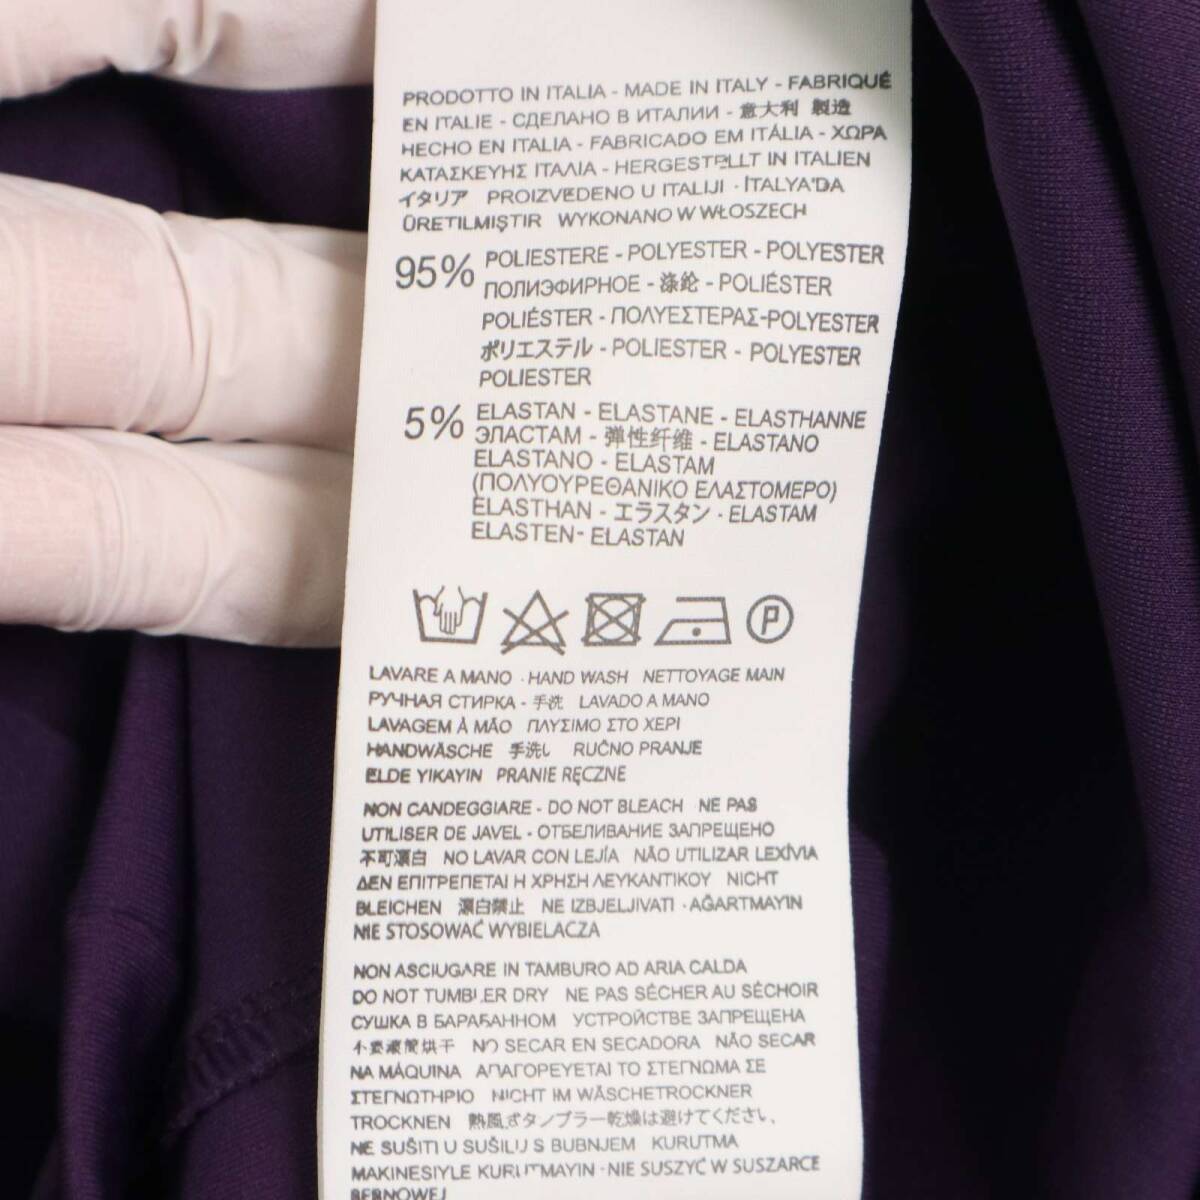 PRODOTTO IN ITALIA - MADE IN ITALY - FABRIQUÉ
EN ITALIE - СДЕЛАНО В ИТАЛИИ - 意大利 製造
HECHO EN ITALIA - FABRICADO EM ITÁLIA - ΧΩΡΑ
ΚΑΤΑΣΚΕΥΗΣ ΙΤΑΛΙΑ - HERGESTELLT IN ITALIEN
イタリア PROIZVEDENO U ITALIJI · İTALYA'DA
ÜRETILMIŞTIR WYKONANO W WŁOSZECH
95% POLIESTERE - POLYESTER - POLYESTER
ПОЛИЭФИРНОЕ - 涤纶 - POLIÉSTER
POLIÉSTER - ΠΟΛΥΕΣΤΕΡΑΣ-POLYESTER
ポリエステル - POLIESTER - POLYESTER
POLIESTER
5% ELASTAN - ELASTANE - ELASTHANNE
ЭЛАСТАМ - 弹性纤维 - ELASTANO
ELASTANO - ELASTAM
(ΠΟΛΥΟΥΡΕΘΑΝΙΚΟ ΕΛΑΣΤΟΜΕΡΟ)
ELASTHAN - エラスタン · ELASTAM
ELASTEN- ELASTAN
P
LAVARE A MANO · HAND WASH NETTOYAGE MAIN
РУЧНАЯ СТИРКА - 手洗 LAVADO A MANO
LAVAGEM À MÃO ΠΛΥΣΙΜΟ ΣΤΟ ΧΕΡΙ
HANDWÄSCHE 手洗い RUČNO PRANJE
ELDE YIKAYIN PRANIE RĘCZNE
NON CANDEGGIARE - DO NOT BLEACH NE PAS
UTILISER DE JAVEL - ОТБЕЛИВАНИЕ ЗАПРЕЩЕНО
不可漂白 NO LAVAR CON LEJÍA NÃO UTILIZAR LEXÍVIA
ΔΕΝ ΕΠΙΤΡΕΠΕΤΑΙ Η ΧΡΗΣΗ ΛΕΥΚΑΝΤΙΚΟΥ NICHT
BLEICHEN 漂白禁止 NE IZBJELJIVATI · AĞARTMAYIN
NIE STOSOWAĆ WYBIELACZA
NON ASCIUGARE IN TAMBURO AD ARIA CALDA
DO NOT TUMBLER DRY NE PAS SÉCHER AU SÉCHOIR
СУШКА В БАРАБАННОМ УСТРОЙСТВЕ ЗАПРЕЩЕНА
不要滚筒烘干 NO SECAR EN SECADORA NÃO SECAR
NA MÁQUINA ΑΠΑΓΟΡΕΥΕΤΑΙ ΤΟ ΣΤΕΓΝΩΜΑ ΣΕ
ΣΤΕΓΝΩΤΗΡΙΟ NICHT IM WÄSCHETROCKNER
TROCKNEN 熱風式タンブラー乾燥は避けてください。
NE SUŠITI U SUŠILU S BUBNJEM KURUTMA
MAKINESIYLE KURUTMAYIN · NIE SUSZYĆ W SUSZARCE
BĘBNOWEJ